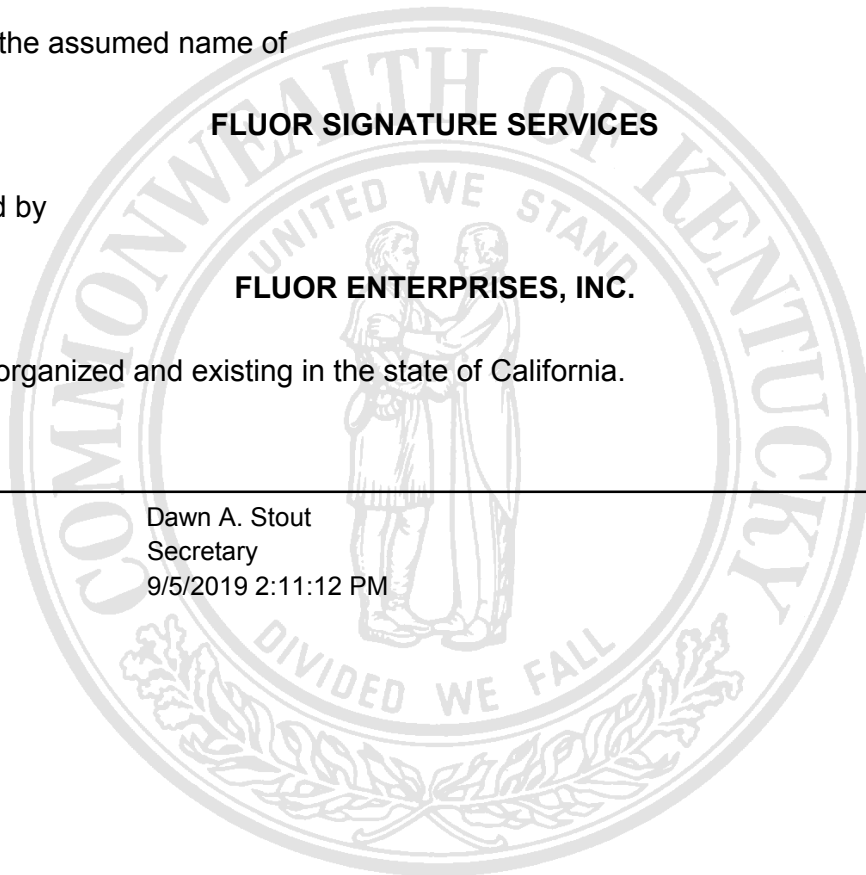 the assumed name of
FLUOR SIGNATURE SERVICES
d by
FLUOR ENTERPRISES, INC.
organized and existing in the state of California.
Dawn A. Stout
Secretary
9/5/2019 2:11:12 PM
COMMONWEALTH OF KENTUCKY
UNITED WE STAND
DIVIDED WE FALL